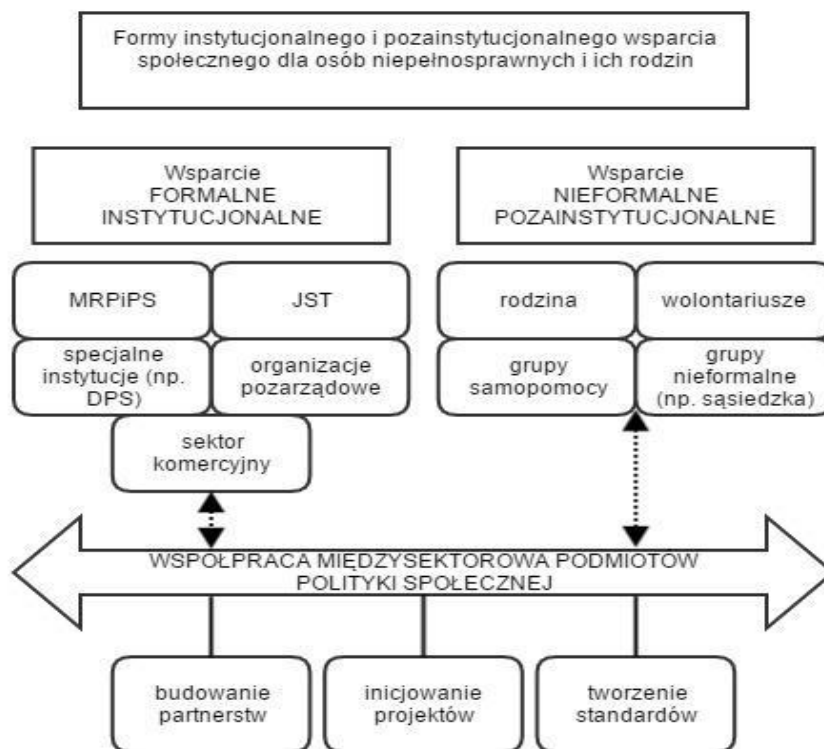 Formy instytucjonalnego i pozainstytucjonalnego wsparcia
społecznego dla osób niepełnosprawnych i ich rodzin
Wsparcie
FORMALNE
INSTYTUCJONALNE
Wsparcie
NIEFORMALNE
POZAINSTYTUCJONALNE
MRPiPS
JST
rodzina
wolontariusze
specjalne
instytucje (np.
DPS)
organizacje
pozarządowe
grupy
samopomocy
grupy
nieformalne
(np. sąsiedzka)
sektor
komercyjny
WSPÓŁPRACA MIĘDZYSEKTOROWA PODMIOTÓW
POLITYKI SPOŁECZNEJ
budowanie
partnerstw
inicjowanie
projektów
tworzenie
standardów